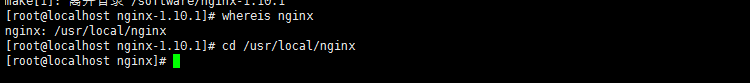 make[1]: 离开目录"/software/nginx-1.10.1"
[root@localhost nginx-1.10.1]# whereis nginx
nginx: /usr/local/nginx
[root@localhost nginx-1.10.1]# cd /usr/local/nginx
[root@localhost nginx]#